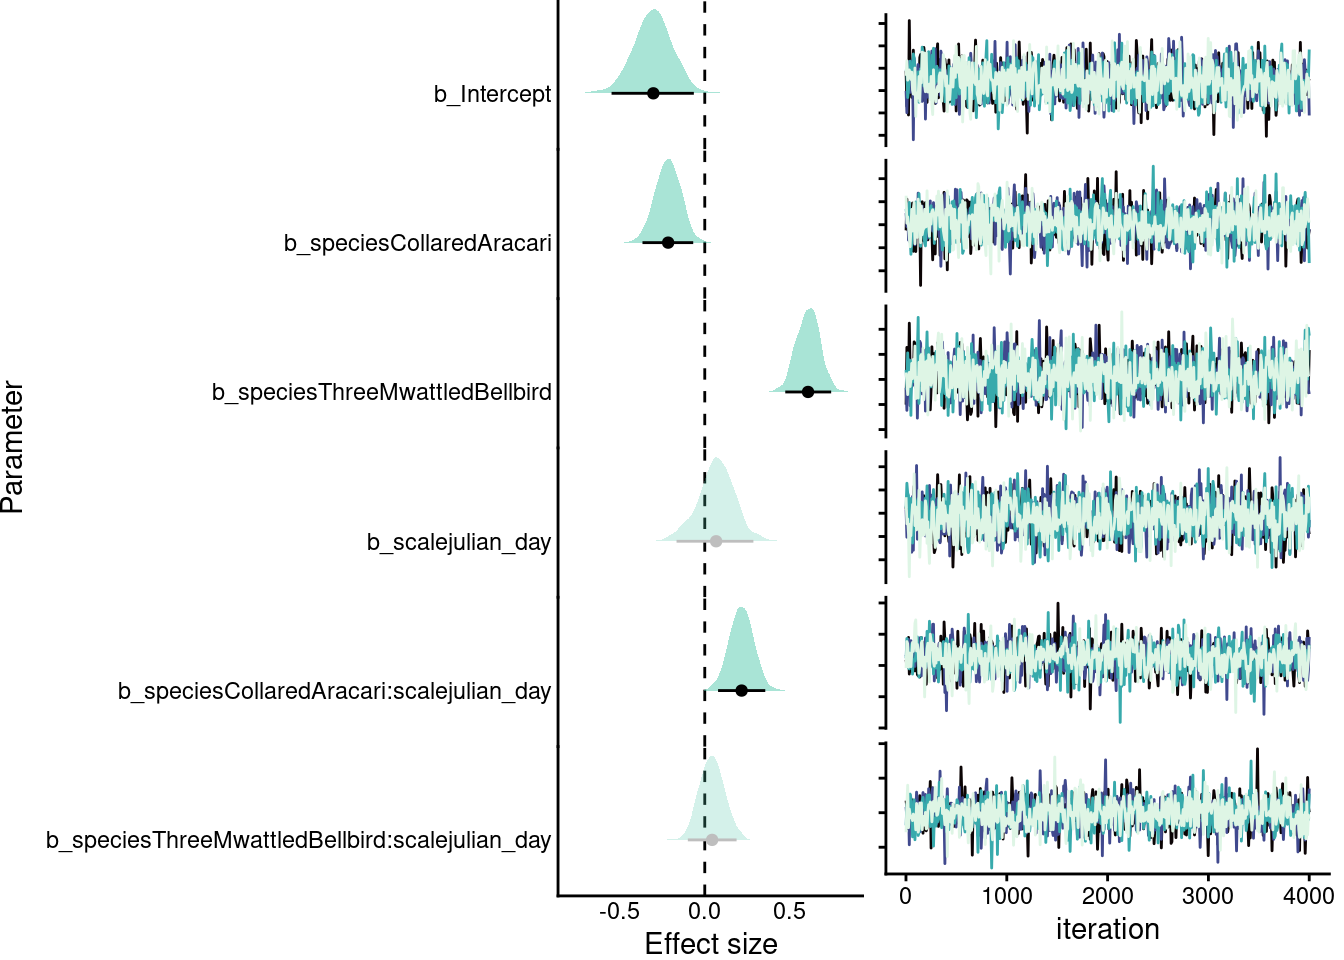 Parameter
b_Intercept
b_speciesCollaredAracari
b_speciesThreeMwattledBellbird
b_scalejulian_day
b_speciesCollaredAracari:scalejulian_day
b_speciesThreeMwattledBellbird:scalejulian_day
-0.5 0.0 0.5
Effect size
0 1000 2000 3000 4000
iteration